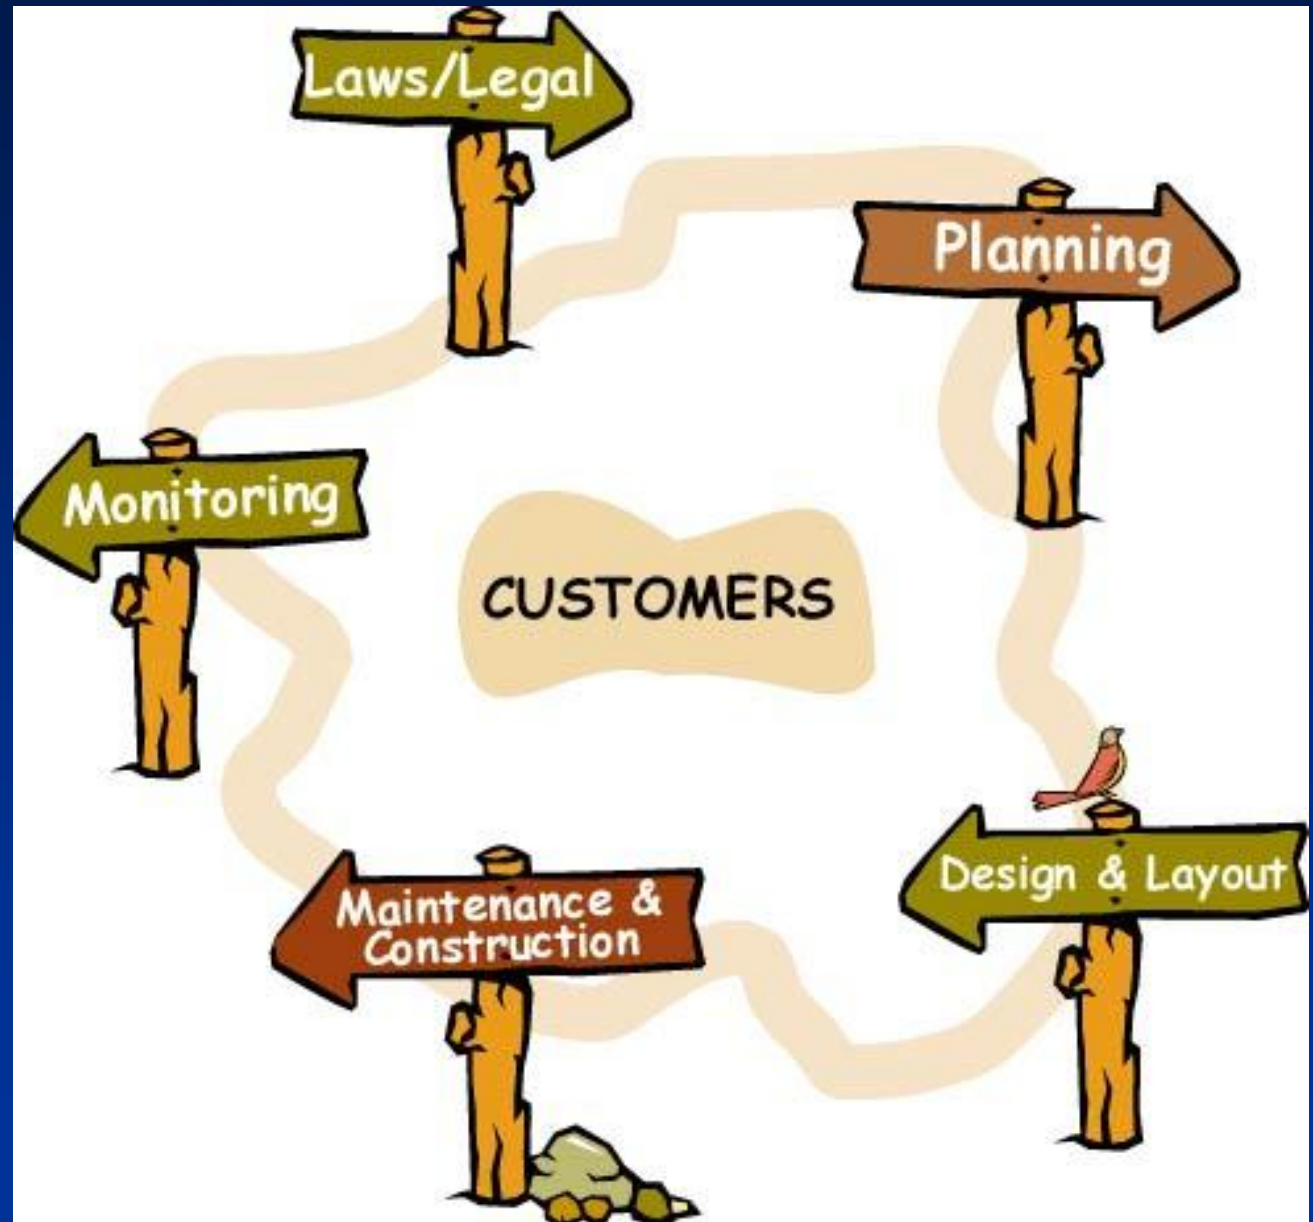 Laws/Legal
Planning
Monitoring
CUSTOMERS
Design & Layout
Maintenance &
Construction